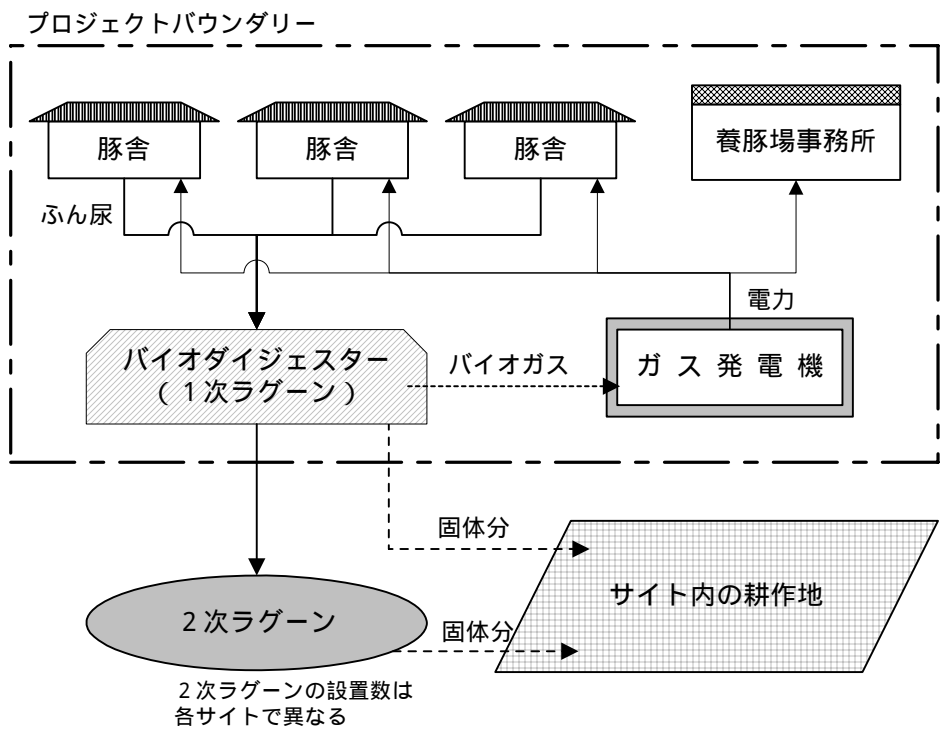 プロジェクトバウンダリー
豚舎
豚舎
豚舎
養豚場事務所
ふん尿
電力
バイオダイジェスター
(1次ラグーン)
バイオガス
ガス発電機
固体分
サイト内の耕作地
2次ラグーン
固体分
2次ラグーンの設置数は
各サイトで異なる